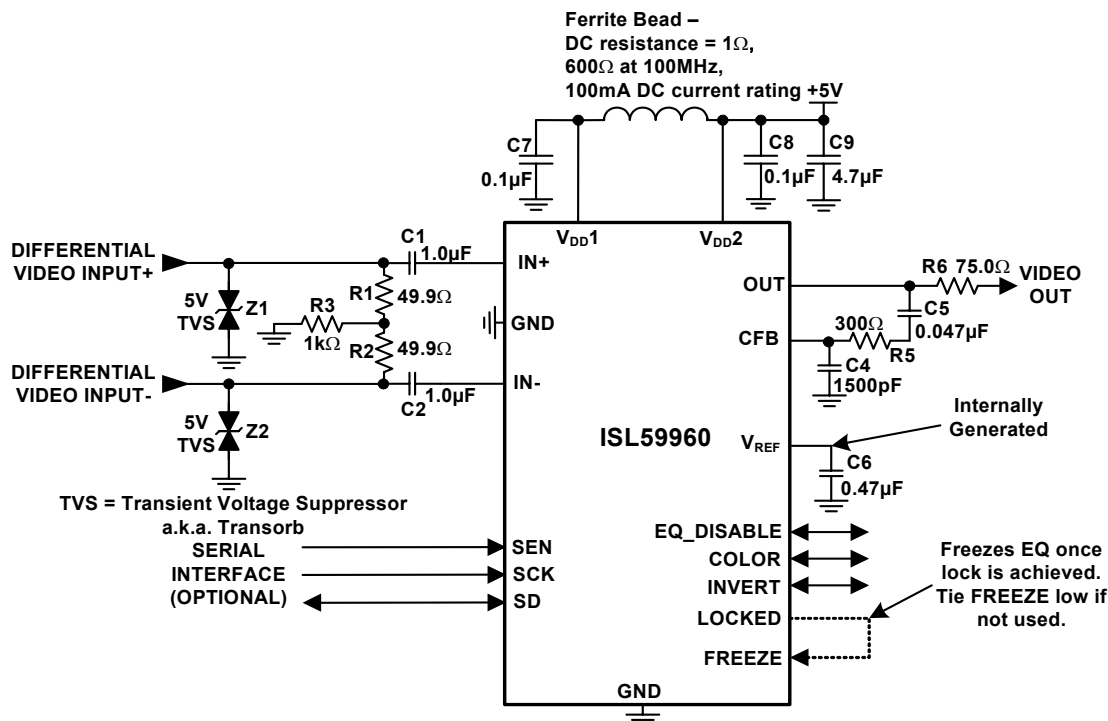 Ferrite Bead –
DC resistance = 1Ω,
600Ω at 100MHz,
100mA DC current rating +5V
C7
0.1µF
C8
0.1µF
C9
4.7µF
VDD1
VDD2
DIFFERENTIAL
VIDEO INPUT+
C1
1.0µF
IN+
5V
TVS
Z1
R1
49.9Ω
R3
1kΩ
GND
R2
49.9Ω
DIFFERENTIAL
VIDEO INPUT-
C2
1.0µF
IN-
5V
TVS
Z2
OUT
R6 75.0Ω
VIDEO
OUT
C5
0.047µF
300Ω
R5
CFB
C4
1500pF
ISL59960
VREF
Internally
Generated
C6
0.47µF
TVS = Transient Voltage Suppressor
a.k.a. Transorb
SERIAL
INTERFACE
(OPTIONAL)
SEN
SCK
SD
EQ_DISABLE
COLOR
INVERT
LOCKED
FREEZE
Freezes EQ once
lock is achieved.
Tie FREEZE low if
not used.
GND